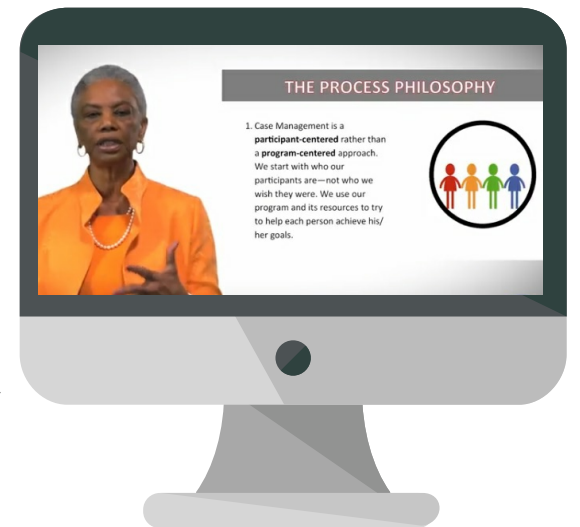 THE PROCESS PHILOSOPHY
1. Case Management is a
participant-centered rather than
a program-centered approach.
We start with who our
participants are—not who we
wish they were. We use our
program and its resources to try
to help each person achieve his/
her goals.